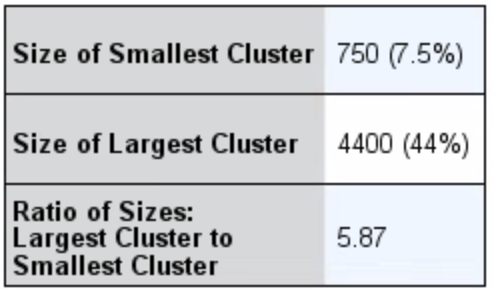 Size of Smallest Cluster 750 (7.5%)
Size of Largest Cluster 4400 (44%)
Ratio of Sizes:
Largest Cluster to
Smallest Cluster 5.87